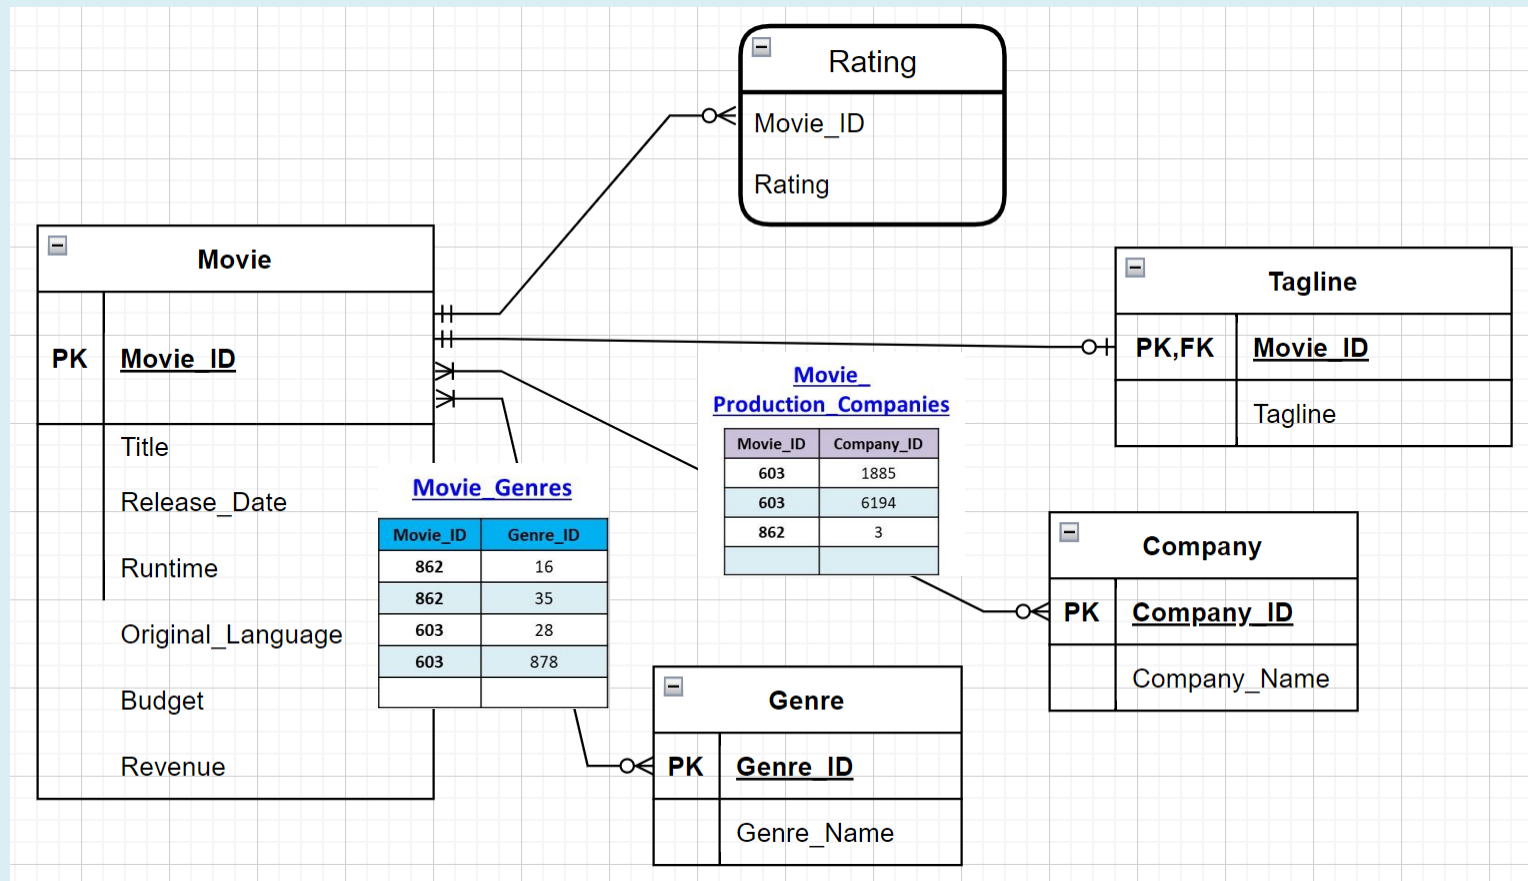 Rating
Movie_ID
Rating
Movie
PK Movie_ID
Title
Release_Date
Runtime
Original_Language
Budget
Revenue
Tagline
PK,FK Movie_ID
Tagline
Movie_
Production_Companies
Movie_ID Company_ID
603 1885
603 6194
862 3
Movie_Genres
Movie_ID Genre_ID
862 16
862 35
603 28
603 878
Company
PK Company_ID
Company_Name
Genre
PK Genre_ID
Genre_Name